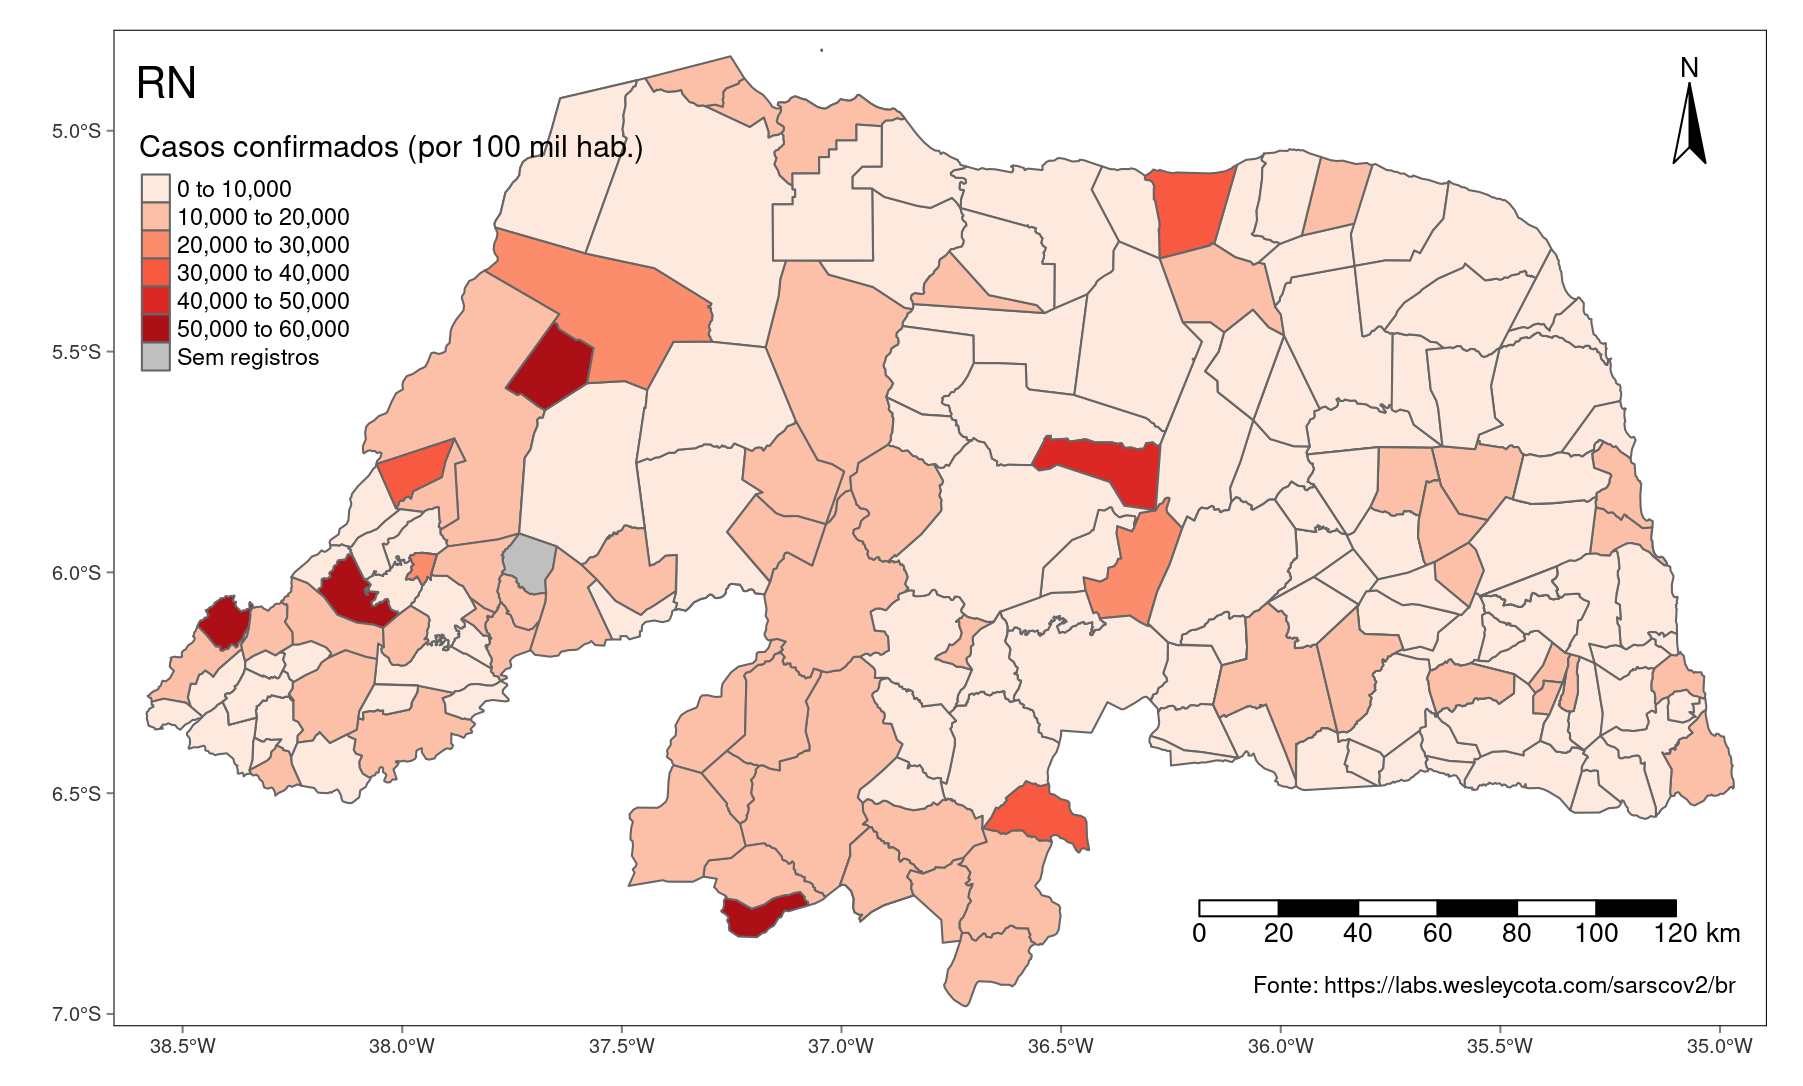 RN
N
Casos confirmados (por 100 mil hab.)
0 to 10,000
10,000 to 20,000
20,000 to 30,000
30,000 to 40,000
40,000 to 50,000
50,000 to 60,000
Sem registros
5.0°S
5.5°S
6.0°S
6.5°S
7.0°S
0 20 40 60 80 100 120 km
Fonte: https://labs.wesleycota.com/sarscov2/br
38.5°W 38.0°W 37.5°W 37.0°W 36.5°W 36.0°W 35.5°W 35.0°W